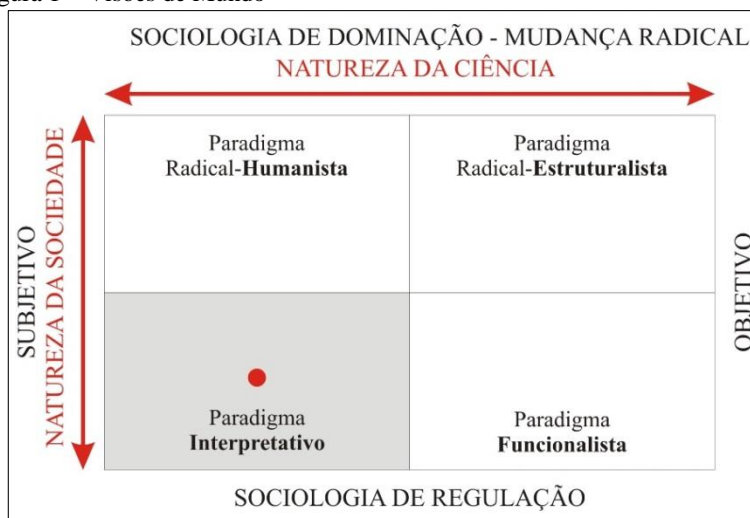 SOCIOLOGIA DE DOMINAÇÃO - MUDANÇA RADICAL
NATUREZA DA CIÊNCIA
SUBJETIVO
NATUREZA DA SOCIEDADE
Paradigma
Radical-Humanista
Paradigma
Radical-Estruturalista
OBJETIVO
Paradigma
Interpretativo
Paradigma
Funcionalista
SOCIOLOGIA DE REGULAÇÃO